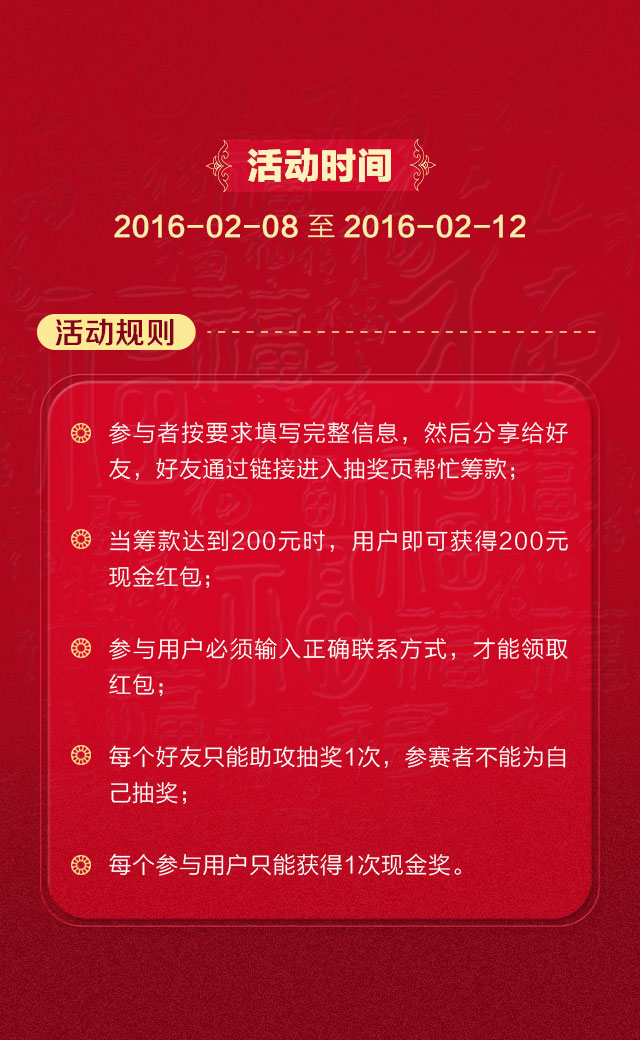 活动时间
2016-02-08 至 2016-02-12
活动规则
参与者按要求填写完整信息，然后分享给好
友，好友通过链接进入抽奖页帮忙筹款；
当筹款达到200元时，用户即可获得200元
现金红包；
参与用户必须输入正确联系方式，才能领取
红包；
每个好友只能助攻抽奖1次，参赛者不能为自
己抽奖；
每个参与用户只能获得1次现金奖。